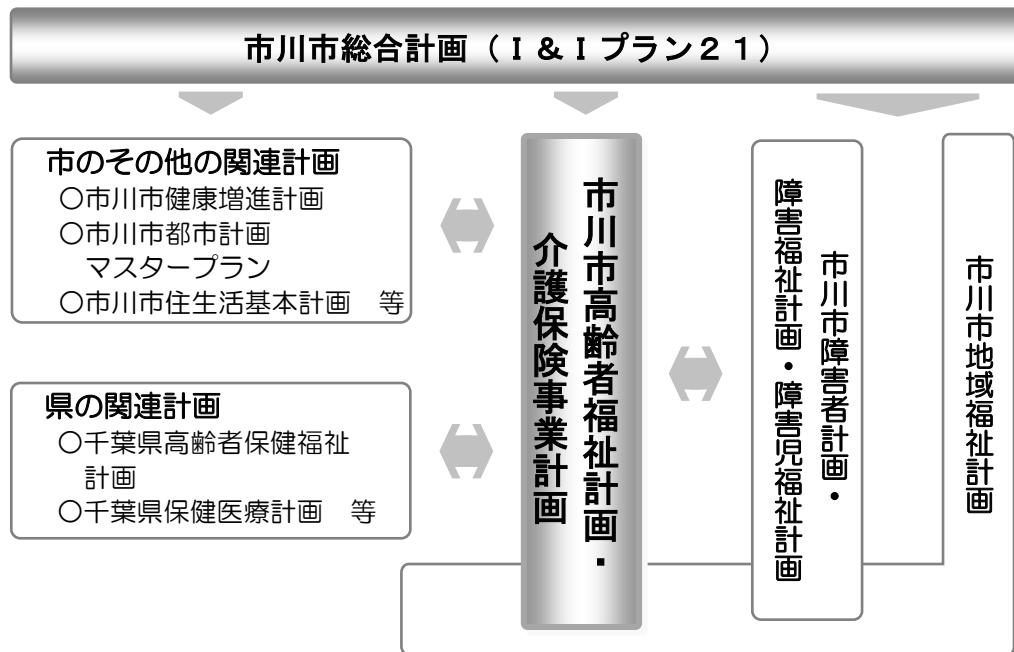 市川市総合計画（Ｉ＆Ｉプラン２１）
市のその他の関連計画
○市川市健康増進計画
○市川市都市計画
マスタープラン
○市川市住生活基本計画　等
県の関連計画
○千葉県高齢者保健福祉
計画
○千葉県保健医療計画　等
市川市高齢者福祉計画・
介護保険事業計画
市川市障害者計画・
障害福祉計画・障害児福祉計画
市川市地域福祉計画